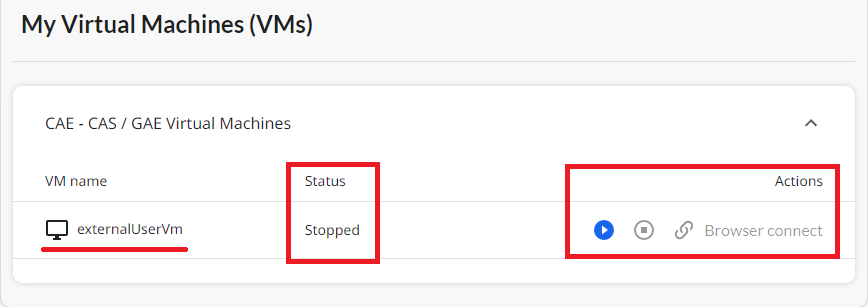 My Virtual Machines (VMs)
CAE - CAS / GAE Virtual Machines
VM name Status Actions
externalUserVm Stopped Browser connect